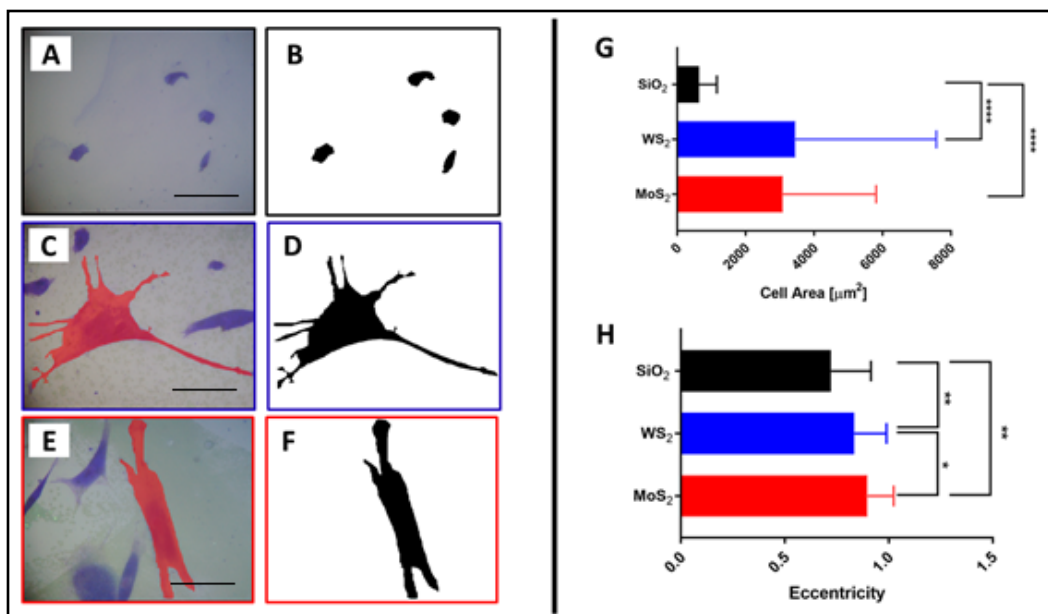 A
B
C
D
E
F
G
SiO2
WS2
MoS2
****
****
0
2000
4000
6000
8000
Cell Area [μm²]
H
SiO2
WS2
MoS2
**
*
**
0.0
0.5
1.0
1.5
Eccentricity